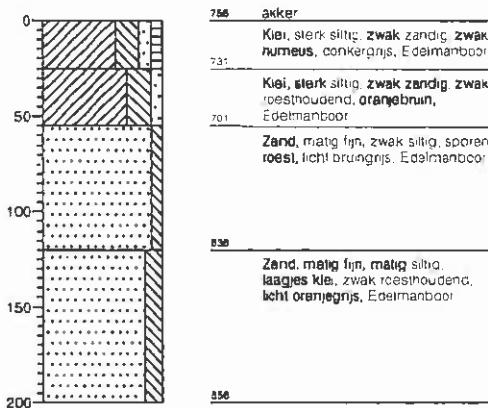 0
756 akker
Klei, sterk siltig, zwak zandig, zwak
humeus, donkergrijs, Edelmanboor
731
Klei, sterk siltig, zwak zandig, zwak
roesthoudend, oranjebruin,
Edelmanboor
50
701
Zand, matig fijn, zwak siltig, sporen
roest, licht bruingrijs, Edelmanboor
100
636
Zand, matig fijn, matig siltig,
laagjes klei, zwak roesthoudend,
licht oranjegrijs, Edelmanboor
150
200
556